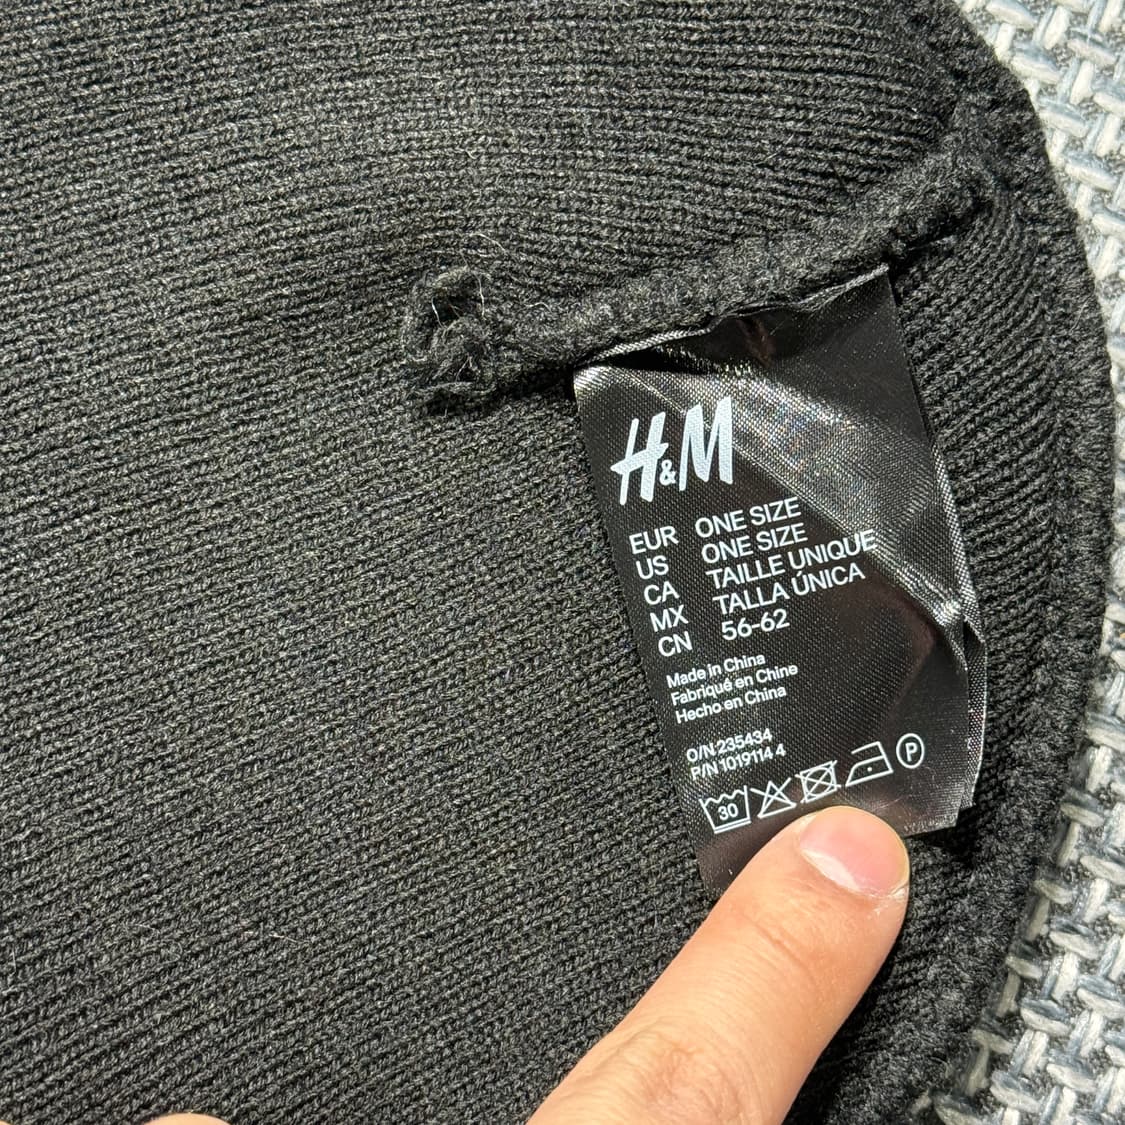 H&M
EUR ONE SIZE
US ONE SIZE
CA TAILLE UNIQUE
MX TALLA ÚNICA
CN 56-62
Made in China
Fabriqué en Chine
Hecho en China
O/N 235434
P/N 1019114 4
30 P